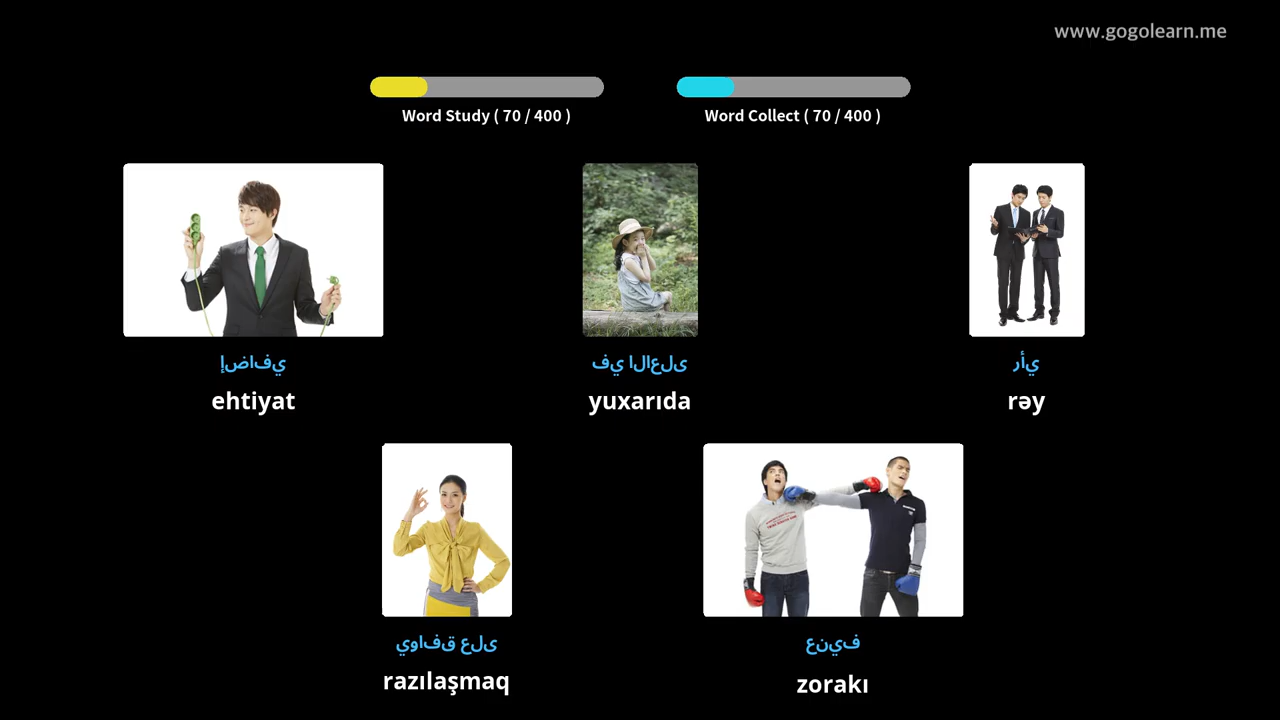 www.gogolearn.me
Word Study ( 70 / 400 )
Word Collect ( 70 / 400 )
إضافي
ehtiyat
في الاعلى
yuxarıda
رأي
rəy
يوافق على
razılaşmaq
عنيف
zorakı